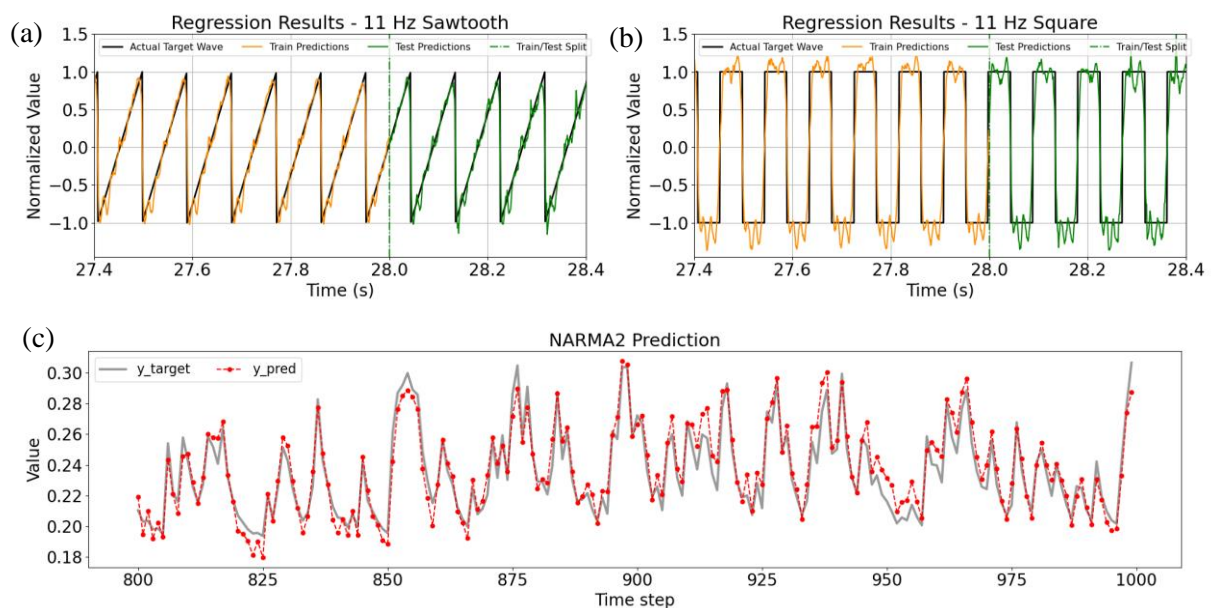 (a)
Regression Results - 11 Hz Sawtooth
Actual Target Wave Train Predictions Test Predictions Train/Test Split
Normalized Value
1.5
1.0
0.5
0.0
−0.5
−1.0
27.4 27.6 27.8 28.0 28.2 28.4
Time (s)
(b)
Regression Results - 11 Hz Square
Actual Target Wave Train Predictions Test Predictions Train/Test Split
Normalized Value
1.5
1.0
0.5
0.0
−0.5
−1.0
27.4 27.6 27.8 28.0 28.2 28.4
Time (s)
(c)
NARMA2 Prediction
y_target y_pred
Value
0.30
0.28
0.26
0.24
0.22
0.20
0.18
800 825 850 875 900 925 950 975 1000
Time step